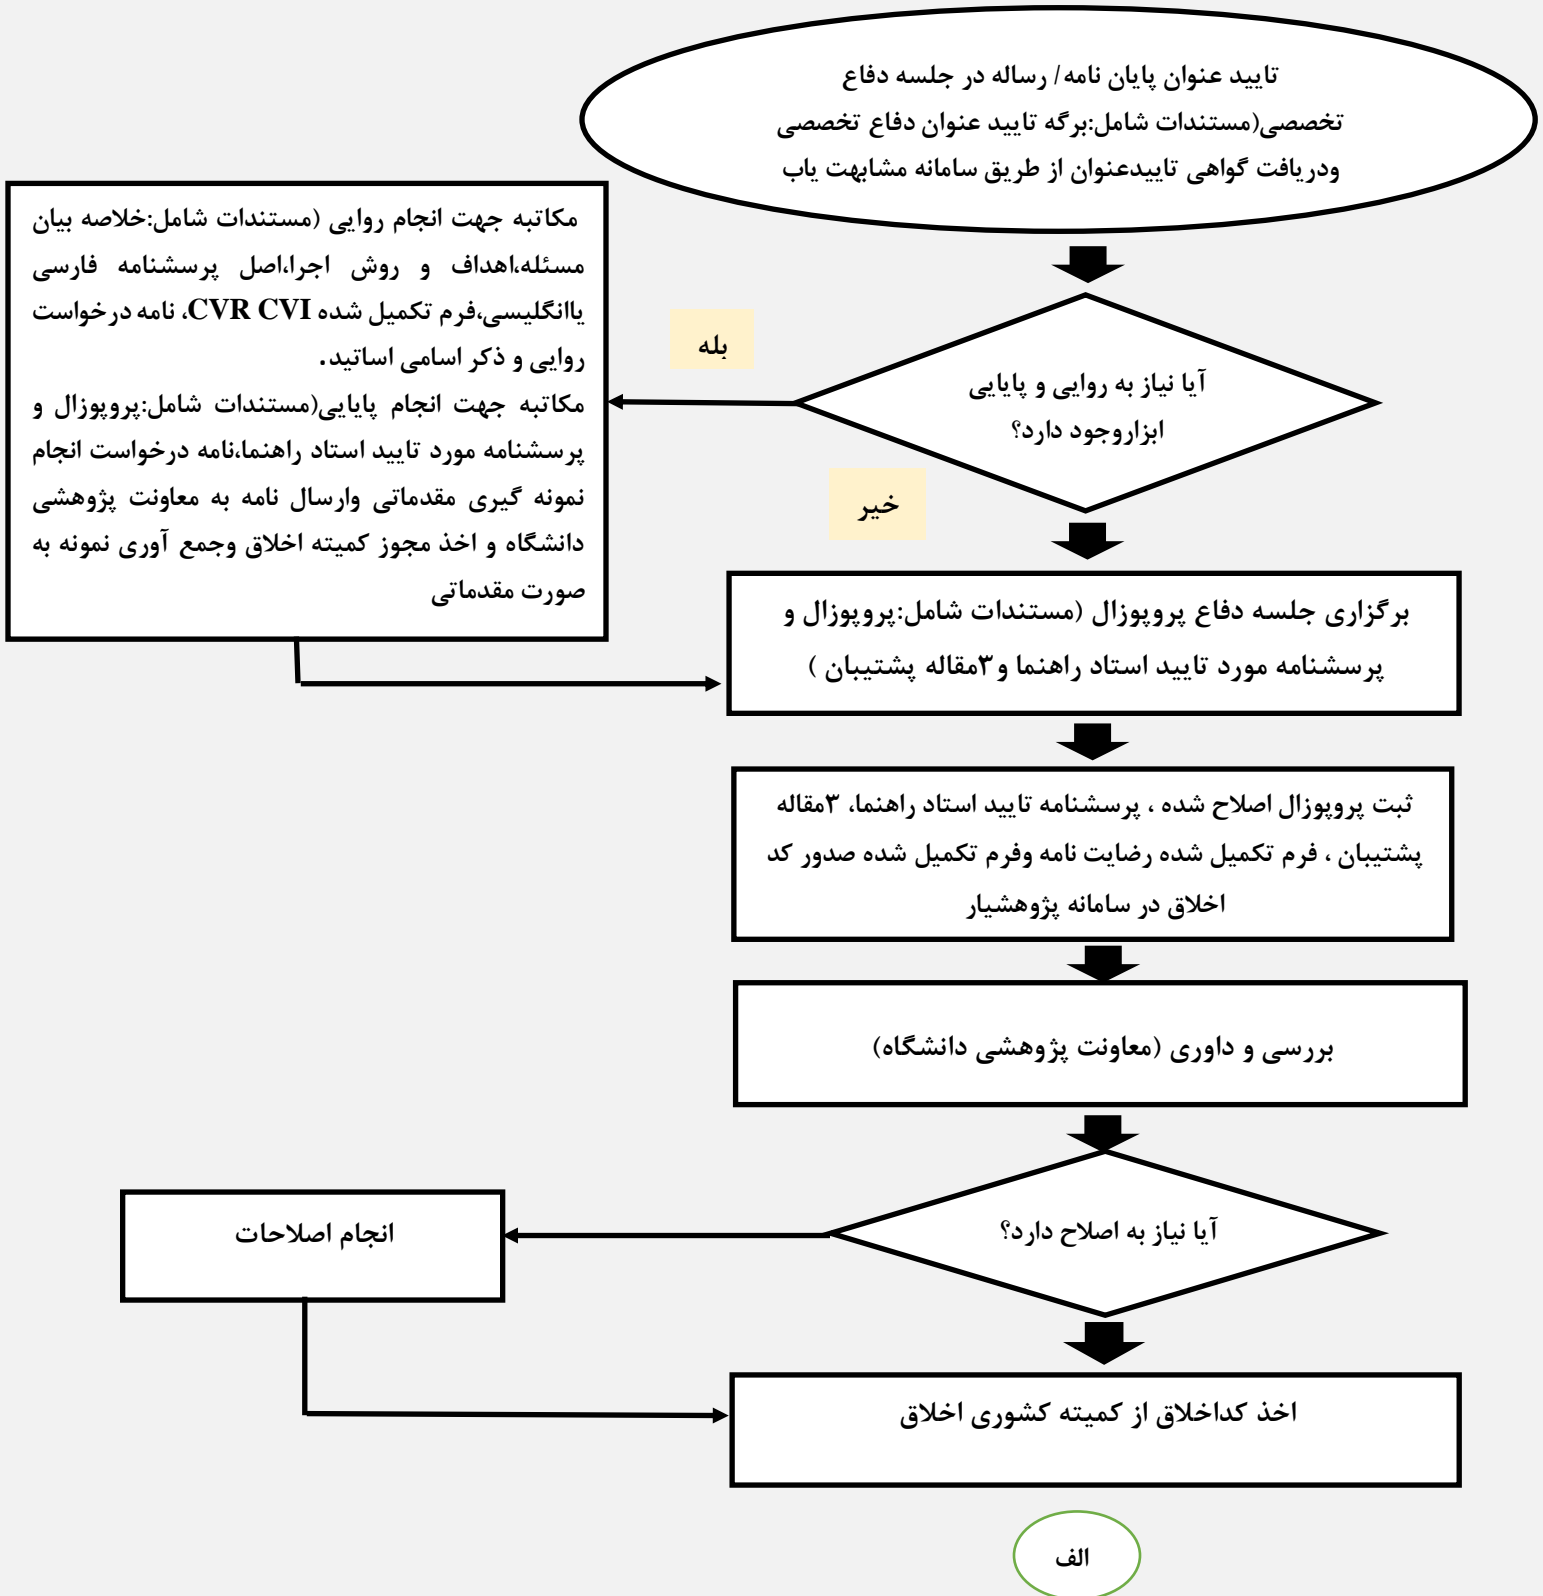 تایید عنوان پایان نامه/ رساله در جلسه دفاع
تخصصی(مستندات شامل:برگه تایید عنوان دفاع تخصصی
ودریافت گواهی تاییدعنوان از طریق سامانه مشابهت یاب
آیا نیاز به روایی و پایایی
ابزاروجود دارد؟
بله
مکاتبه جهت انجام روایی (مستندات شامل:خلاصه بیان
مسئله،اهداف و روش اجرا،اصل پرسشنامه فارسی
یاانگلیسی،فرم تکمیل شده CVR CVI، نامه درخواست
روایی و ذکر اسامی اساتید.
مکاتبه جهت انجام پایایی(مستندات شامل:پروپوزال و
پرسشنامه مورد تایید استاد راهنما،نامه درخواست انجام
نمونه گیری مقدماتی وارسال نامه به معاونت پژوهشی
دانشگاه و اخذ مجوز کمیته اخلاق وجمع آوری نمونه به
صورت مقدماتی
خیر
برگزاری جلسه دفاع پروپوزال (مستندات شامل:پروپوزال و
پرسشنامه مورد تایید استاد راهنما و۳مقاله پشتیبان )
ثبت پروپوزال اصلاح شده ، پرسشنامه تایید استاد راهنما، ۳مقاله
پشتیبان ، فرم تکمیل شده رضایت نامه وفرم تکمیل شده صدور کد
اخلاق در سامانه پژوهشیار
بررسی و داوری (معاونت پژوهشی دانشگاه)
آیا نیاز به اصلاح دارد؟
انجام اصلاحات
اخذ کداخلاق از کمیته کشوری اخلاق
الف